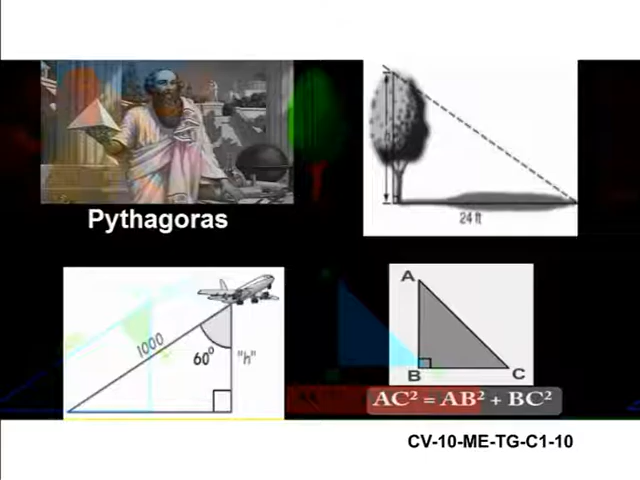 Pythagoras
24 ft
1000
60°
"h"
A
B
C
AC² = AB² + BC²
CV-10-ME-TG-C1-10